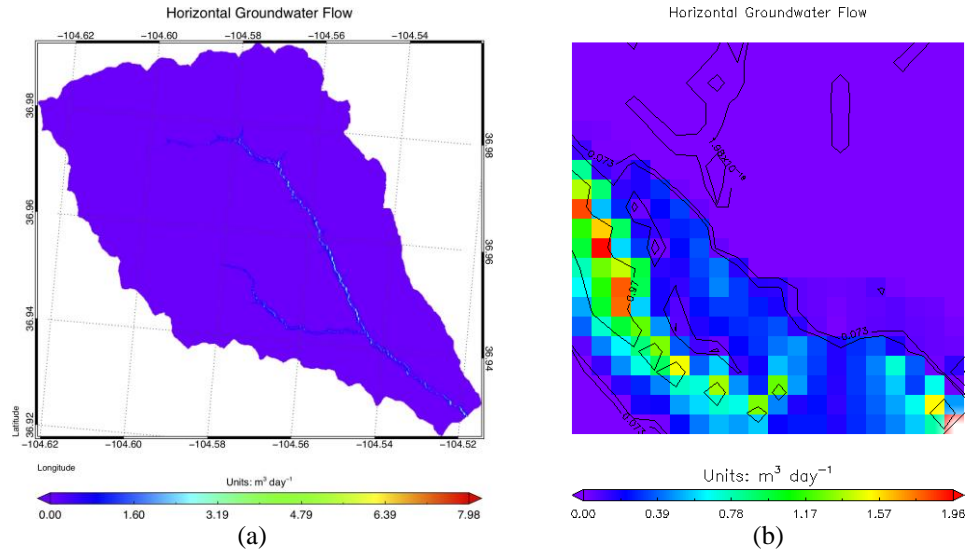 Horizontal Groundwater Flow
−104.62 −104.60 −104.58 −104.56 −104.54
36.98
36.96
36.94
36.92
36.98
36.96
36.94
Latitude
−104.62 −104.60 −104.58 −104.56 −104.54 −104.52
Longitude
Units: m³ day⁻¹
0.00 1.60 3.19 4.79 6.39 7.98
(a)
Horizontal Groundwater Flow
0.073
0.97
0.073
0.073
Units: m³ day⁻¹
0.00 0.39 0.78 1.17 1.57 1.96
(b)